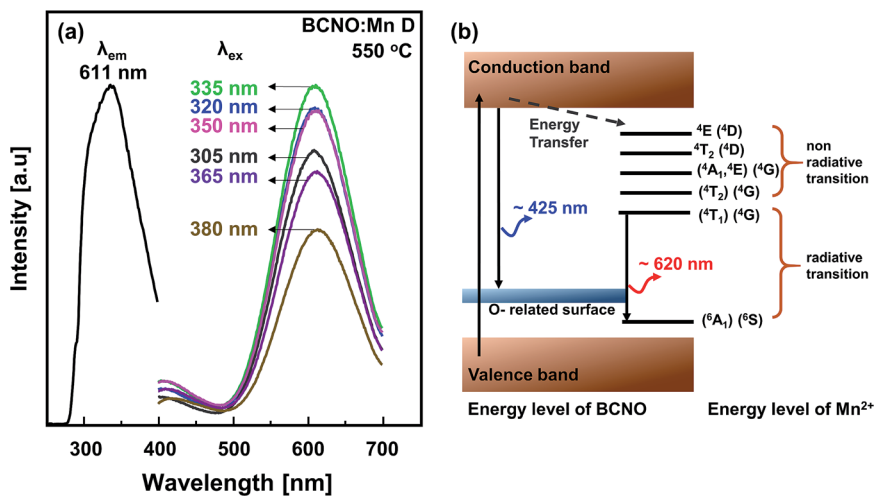 (a)
BCNO:Mn D
550 °C
λem
611 nm
λex
335 nm
320 nm
350 nm
305 nm
365 nm
380 nm
Intensity [a.u]
300 400 500 600 700
Wavelength [nm]
(b)
Conduction band
Energy
Transfer
⁴E (⁴D)
⁴T₂ (⁴D)
(⁴A₁,⁴E) (⁴G)
(⁴T₂) (⁴G)
(⁴T₁) (⁴G)
non
radiative
transition
~ 425 nm
~ 620 nm
radiative
transition
O- related surface
(⁶A₁) (⁶S)
Valence band
Energy level of BCNO
Energy level of Mn²⁺